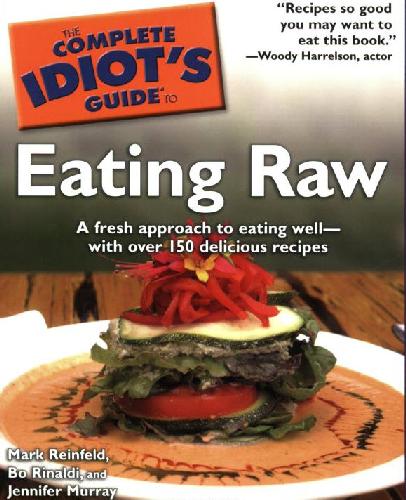 THE
COMPLETE
IDIOT'S
GUIDE® TO
"Recipes so good
you may want to
eat this book."
—Woody Harrelson, actor
Eating Raw
A fresh approach to eating well—
with over 150 delicious recipes
Mark Reinfeld,
Bo Rinaldi, and
Jennifer Murray